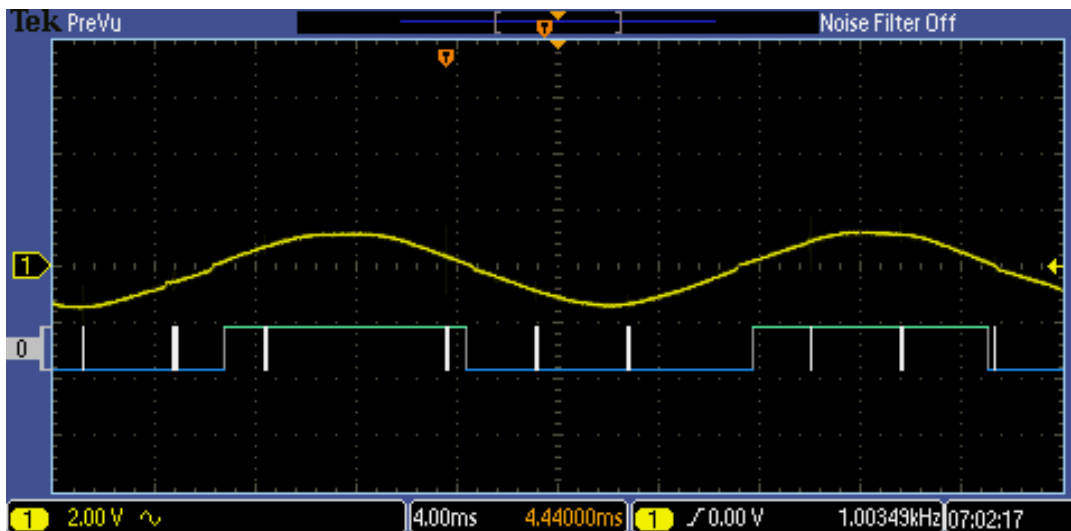 Tek PreVu Noise Filter Off
T
T
1
0
1 2.00 V 4.00ms 4.44000ms 1 0.00 V 1.00349kHz 07:02:17